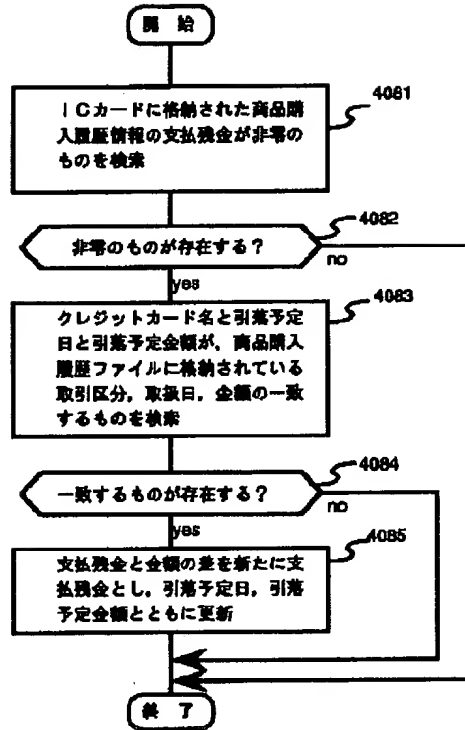 開 始
4081
ICカードに格納された商品購
入履歴情報の支払残金が非零の
ものを検索
4082
非零のものが存在する?
no
yes
4083
クレジットカード名と引落予定
日と引落予定金額が、商品購入
履歴ファイルに格納されている
取引区分，取扱日，金額の一致
するものを検索
4084
一致するものが存在する?
no
yes
4085
支払残金と金額の差を新たに支
払残金とし，引落予定日，引落
予定金額とともに更新
終 了